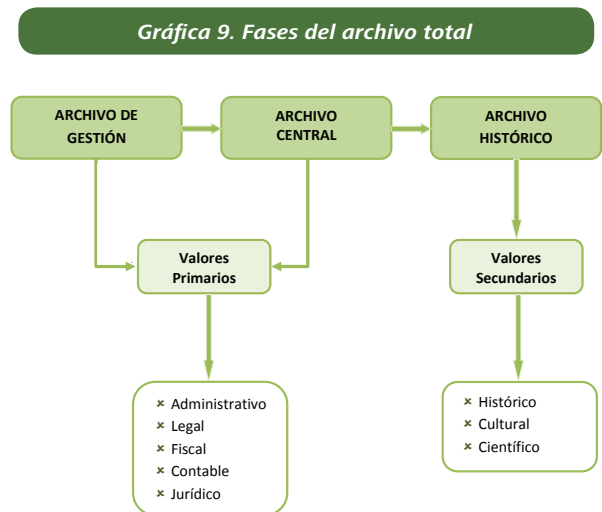 Gráfica 9. Fases del archivo total
ARCHIVO DE
GESTIÓN
ARCHIVO
CENTRAL
ARCHIVO
HISTÓRICO
Valores
Primarios
Valores
Secundarios
Administrativo
Legal
Fiscal
Contable
Jurídico
Histórico
Cultural
Científico